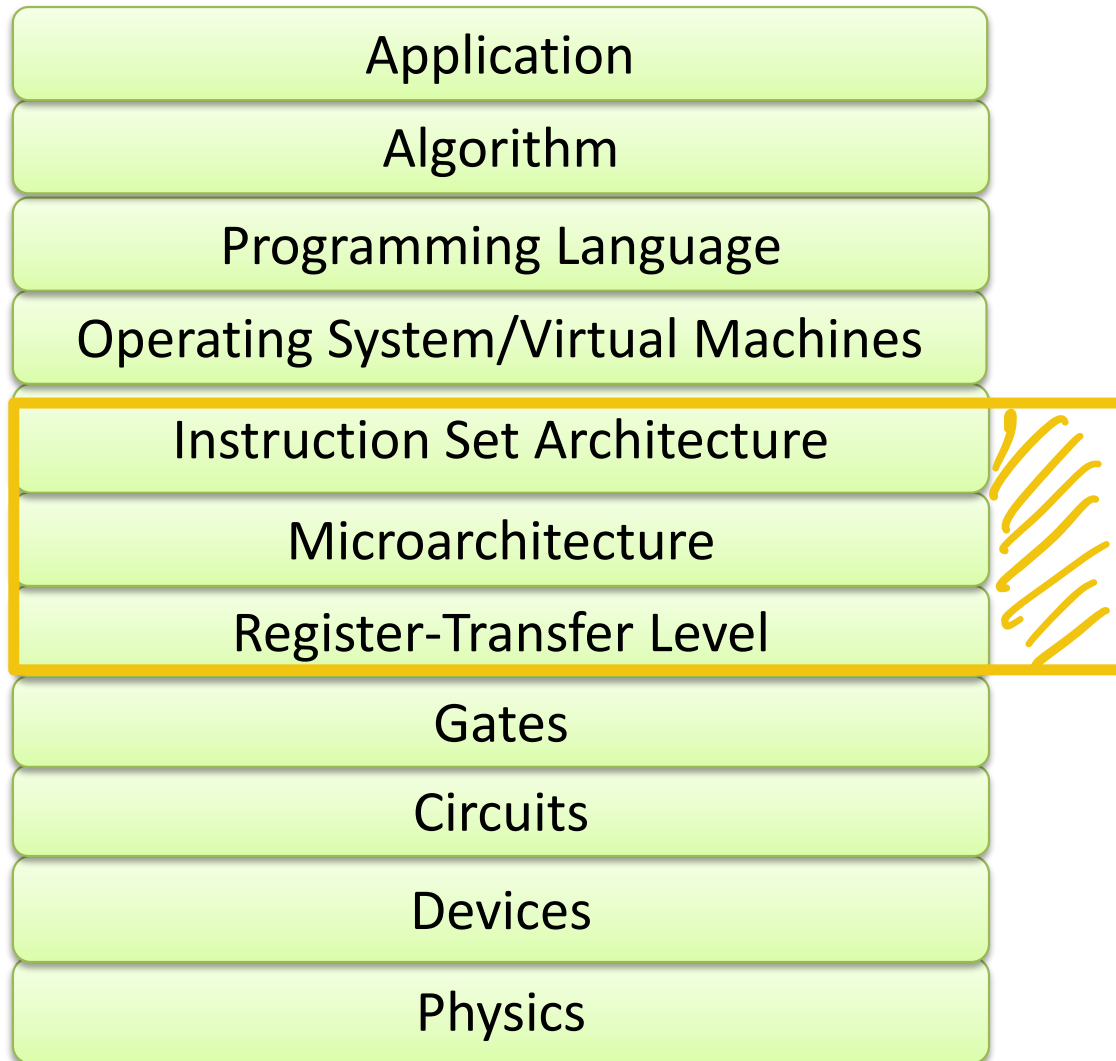 Application
Algorithm
Programming Language
Operating System/Virtual Machines
Instruction Set Architecture
Microarchitecture
Register-Transfer Level
Gates
Circuits
Devices
Physics